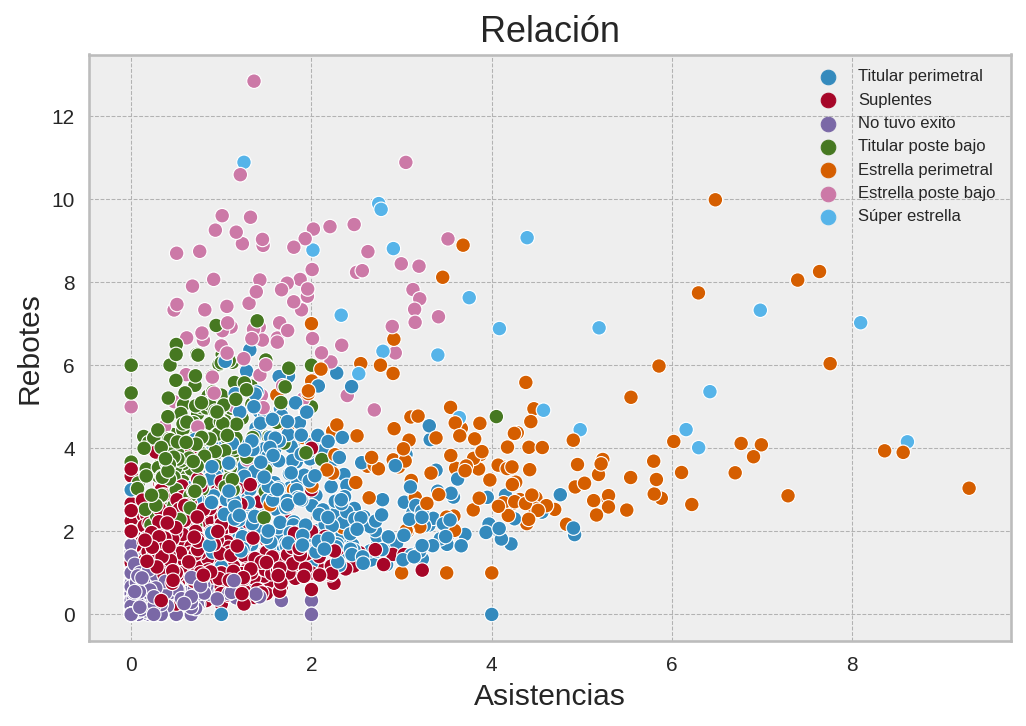 Relación
Titular perimetral
Suplentes
No tuvo exito
Titular poste bajo
Estrella perimetral
Estrella poste bajo
Súper estrella
Rebotes
12
10
8
6
4
2
0
0 2 4 6 8
Asistencias